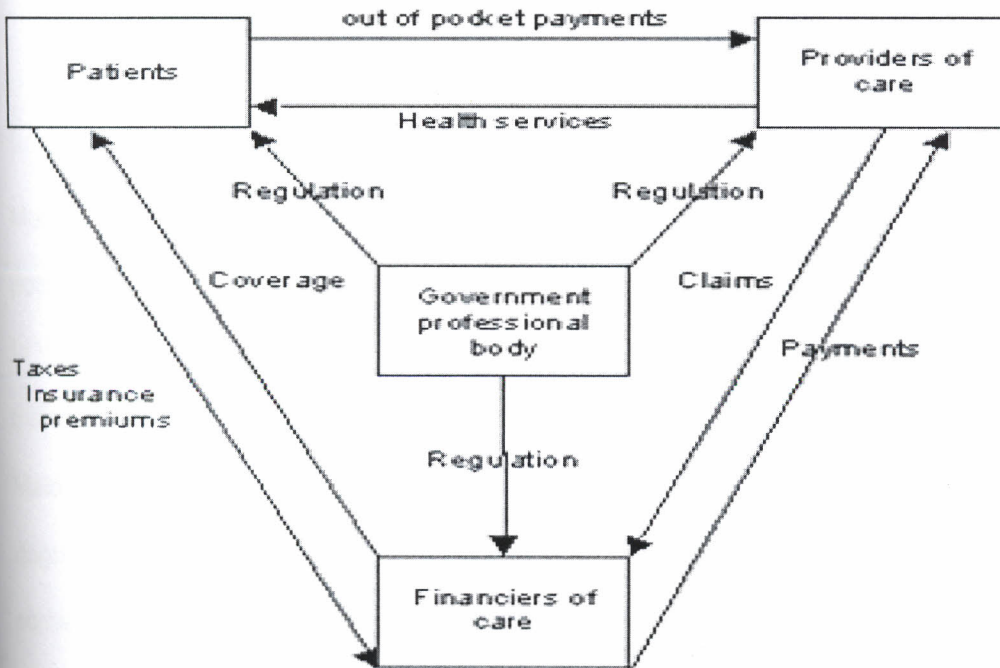 out of pocket payments
Patients
Providers of
care
Health services
Regulation
Regulation
Coverage
Government
professional
body
Claims
Payments
Taxes
Insurance
premiums
Regulation
Financiers of
care